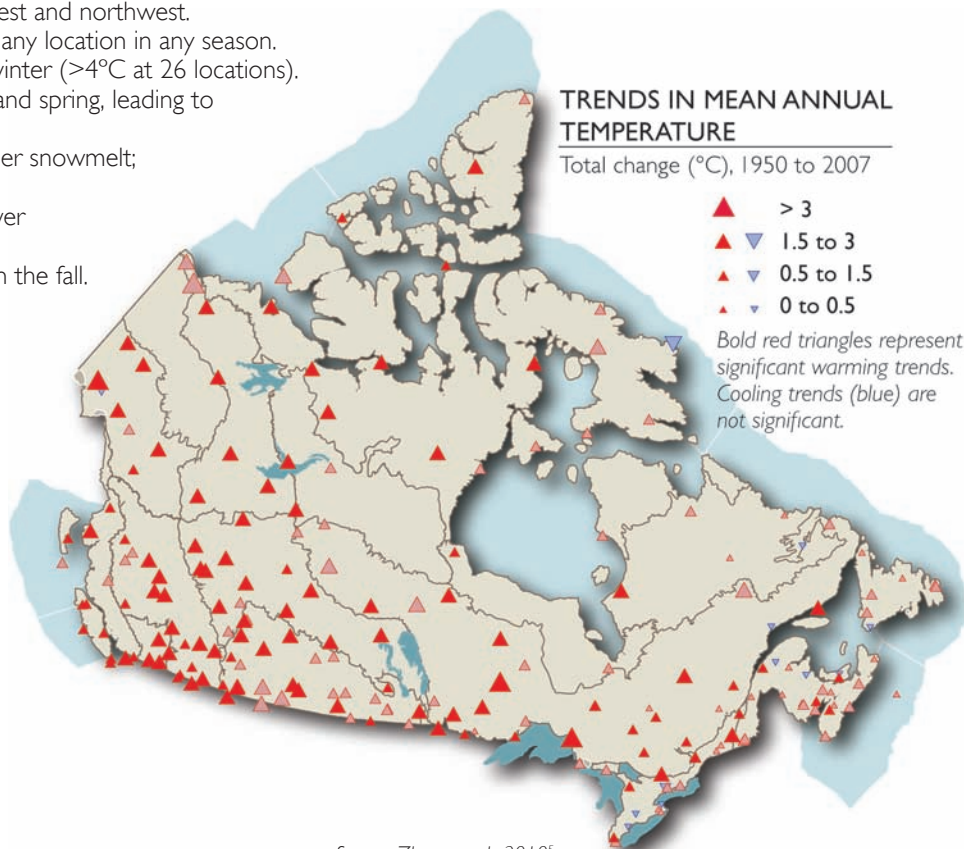 est and northwest.
any location in any season.
winter (>4ºC at 26 locations).
and spring, leading to
er snowmelt;
ver
n the fall.
TRENDS IN MEAN ANNUAL
TEMPERATURE
Total change (°C), 1950 to 2007
> 3
1.5 to 3
0.5 to 1.5
0 to 0.5
Bold red triangles represent
significant warming trends.
Cooling trends (blue) are
not significant.